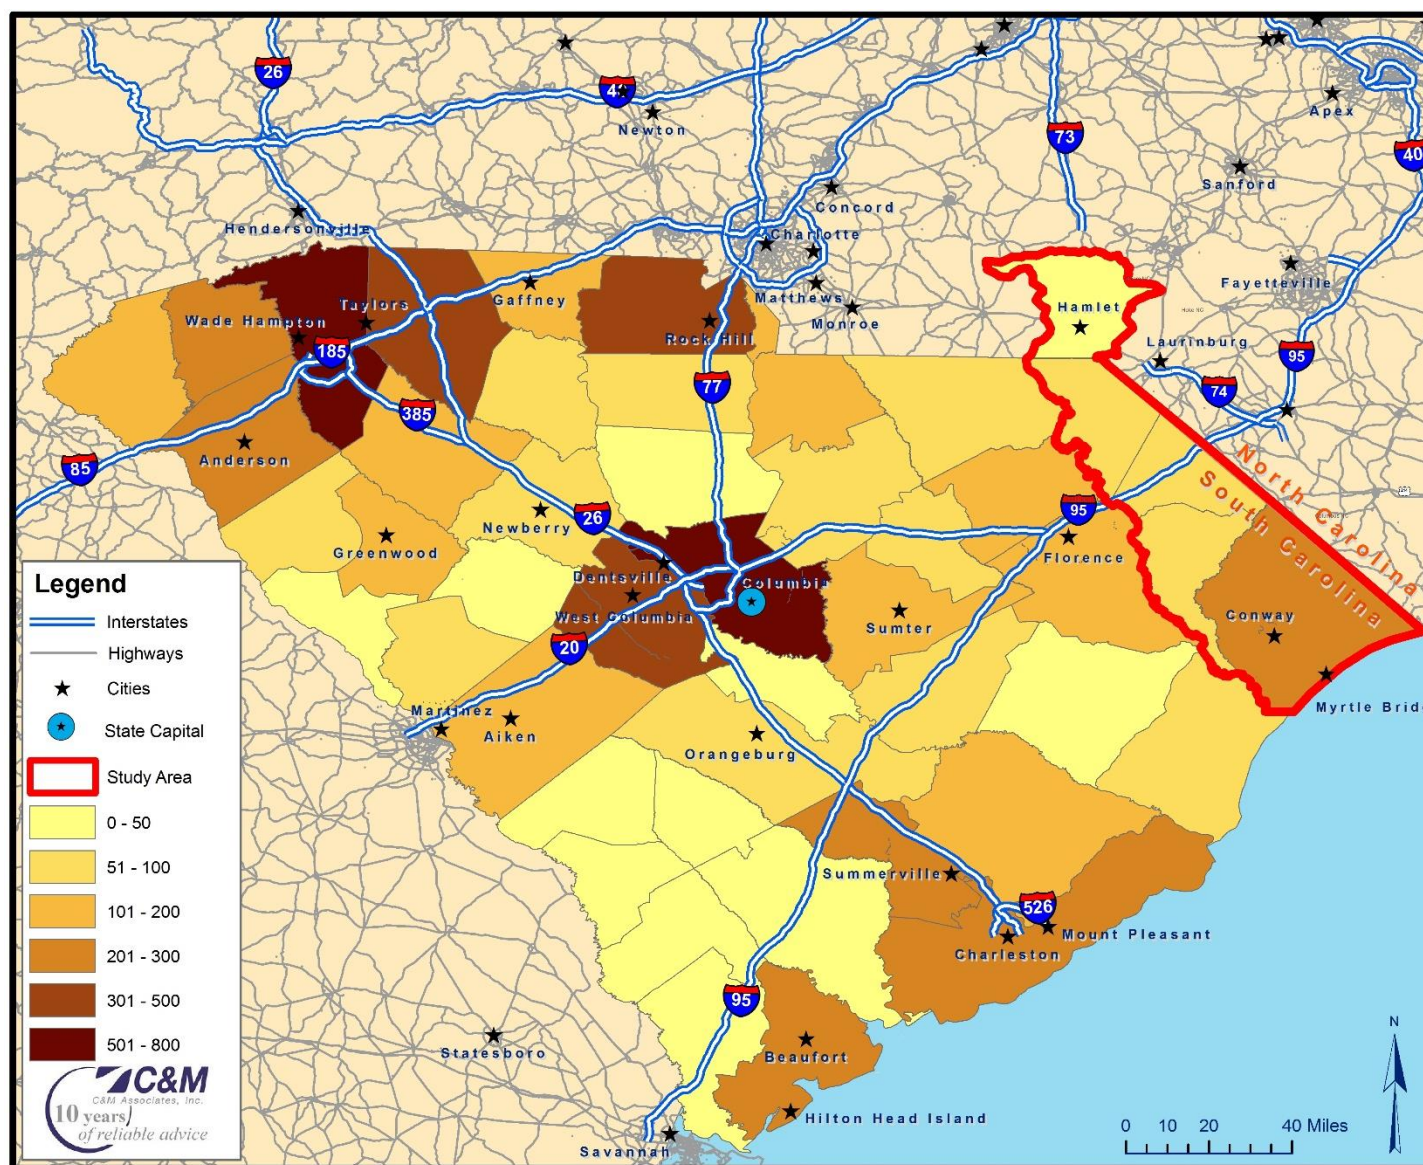 26
Newton
73
Apex
40
Sanford
Concord
Hendersonville
Charlotte
Fayetteville
Taylors
Gaffney
Matthews
Hamlet
Wade Hampton
Monroe
Rock Hill
Laurinburg
185
95
77
74
385
Anderson
85
North Carolina
South Carolina
Newberry
26
95
Greenwood
Florence
Dentsville
Columbia
West Columbia
Sumter
Conway
20
Martinez
Aiken
Orangeburg
Myrtle Bridg
Summerville
526
Mount Pleasant
Charleston
95
Statesboro
Beaufort
Hilton Head Island
Savannah
Legend
Interstates
Highways
Cities
State Capital
Study Area
0 - 50
51 - 100
101 - 200
201 - 300
301 - 500
501 - 800
C&M
C&M Associates, Inc.
10 years
of reliable advice
N
0 10 20 40 Miles